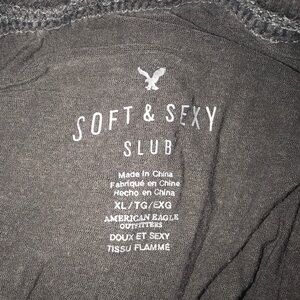 SOFT & SEXY
SLUB
Made in China
Fabriqué en Chine
Hecho en China
XL/TG/EXG
AMERICAN EAGLE
OUTFITTERS
DOUX ET SEXY
TISSU FLAMMÉ